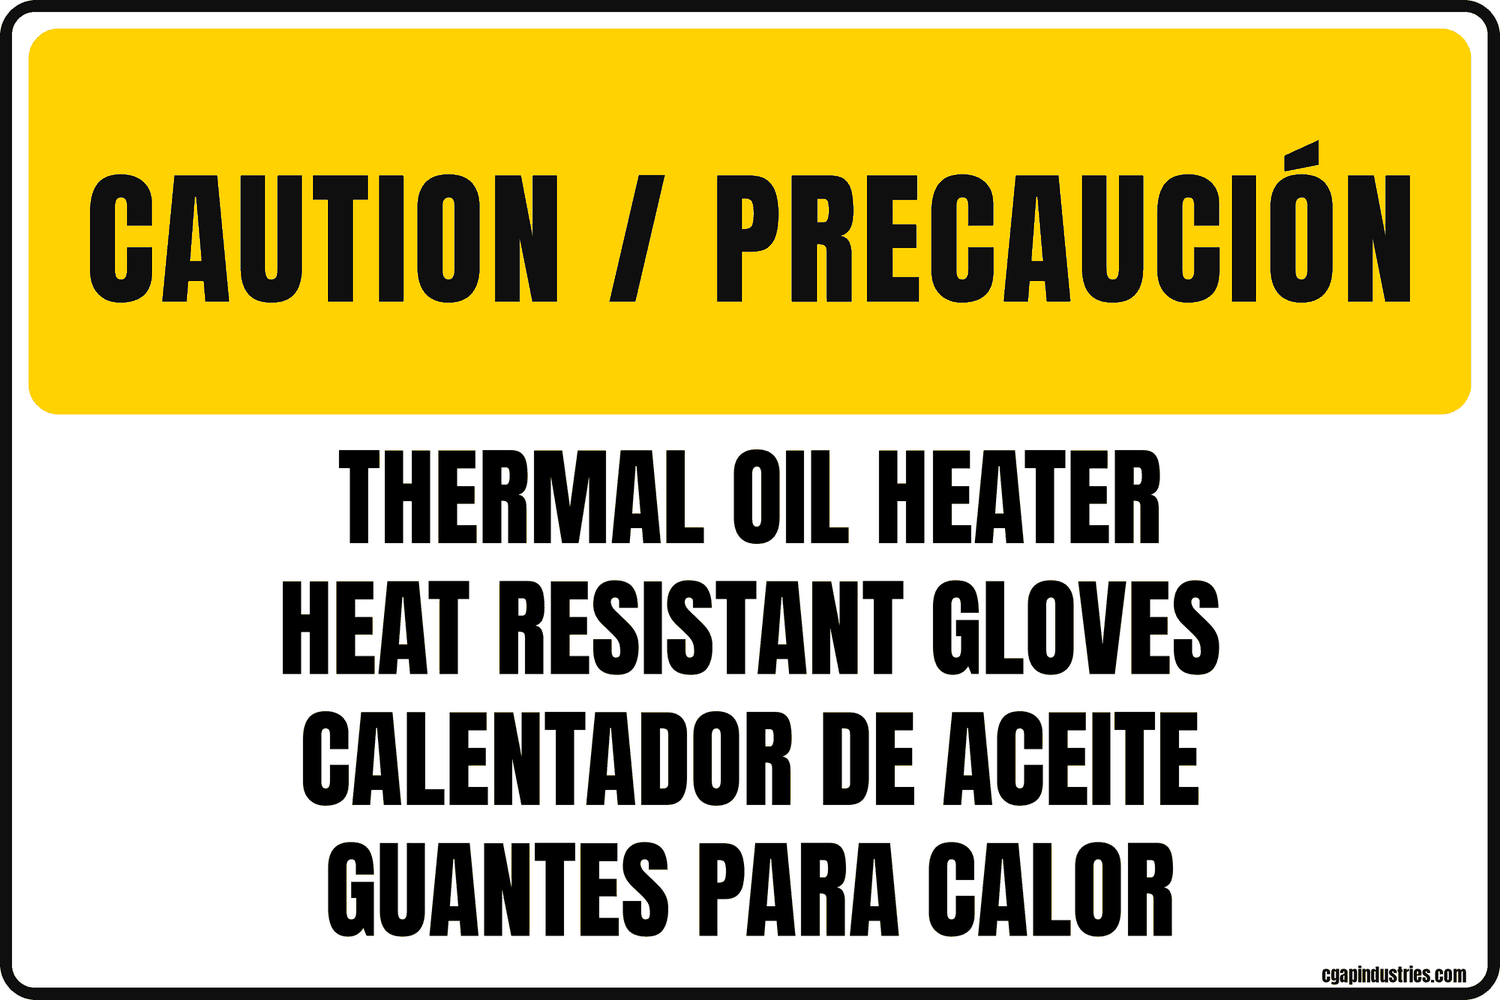 CAUTION / PRECAUCIÓN
THERMAL OIL HEATER
HEAT RESISTANT GLOVES
CALENTADOR DE ACEITE
GUANTES PARA CALOR
cgapindustries.com